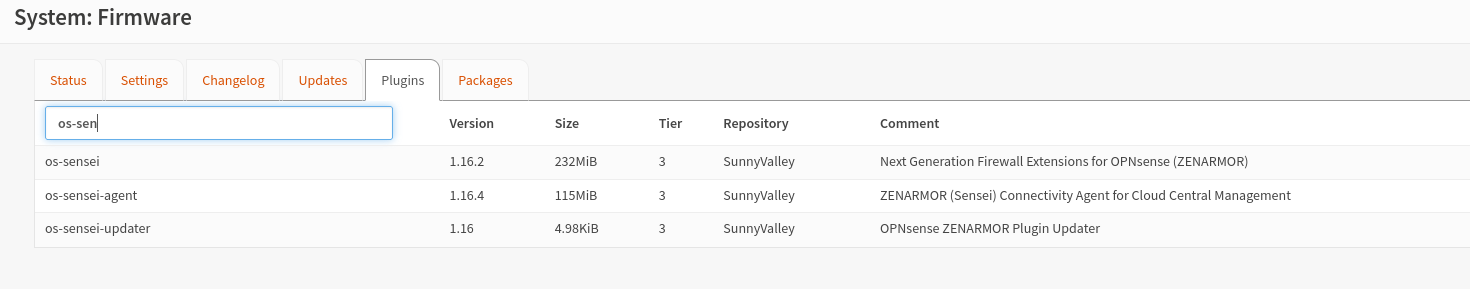 System: Firmware
Status Settings Changelog Updates Plugins Packages
os-sen Version Size Tier Repository Comment
os-sensei 1.16.2 232MiB 3 SunnyValley Next Generation Firewall Extensions for OPNsense (ZENARMOR)
os-sensei-agent 1.16.4 115MiB 3 SunnyValley ZENARMOR (Sensei) Connectivity Agent for Cloud Central Management
os-sensei-updater 1.16 4.98KiB 3 SunnyValley OPNsense ZENARMOR Plugin Updater